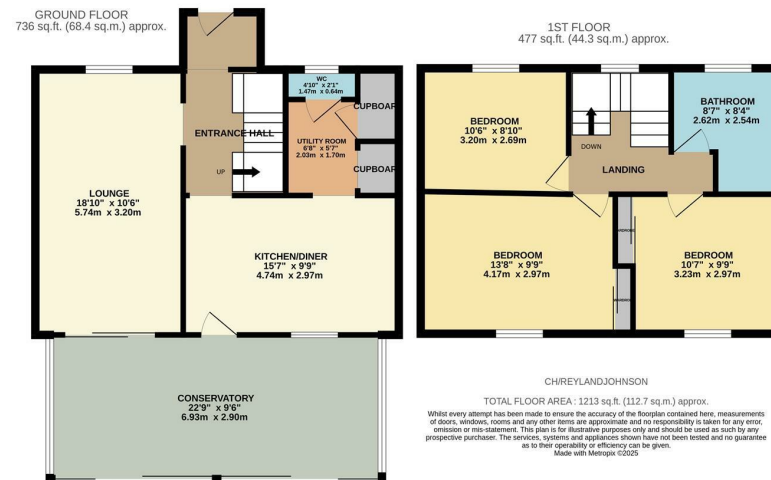 GROUND FLOOR
736 sq.ft. (68.4 sq.m.) approx.
WC
4'10" x 2'1"
1.47m x 0.64m
CUPBOAR
UTILITY ROOM
6'8" x 5'7"
2.03m x 1.70m
CUPBOAR
ENTRANCE HALL
UP
LOUNGE
18'10" x 10'6"
5.74m x 3.20m
KITCHEN/DINER
15'7" x 9'9"
4.74m x 2.97m
CONSERVATORY
22'9" x 9'6"
6.93m x 2.90m
1ST FLOOR
477 sq.ft. (44.3 sq.m.) approx.
BEDROOM
10'6" x 8'10"
3.20m x 2.69m
DOWN
LANDING
BATHROOM
8'7" x 8'4"
2.62m x 2.54m
BEDROOM
13'8" x 9'9"
4.17m x 2.97m
BEDROOM
10'7" x 9'9"
3.23m x 2.97m
CH/REYLANDJOHNSON
TOTAL FLOOR AREA : 1213 sq.ft. (112.7 sq.m.) approx.
Whilst every attempt has been made to ensure the accuracy of the floorplan contained here, measurements
of doors, windows, rooms and any other items are approximate and no responsibility is taken for any error,
omission or mis-statement. This plan is for illustrative purposes only and should be used as such by any
prospective purchaser. The services, systems and appliances shown have not been tested and no guarantee
as to their operability or efficiency can be given.
Made with Metropix ©2025